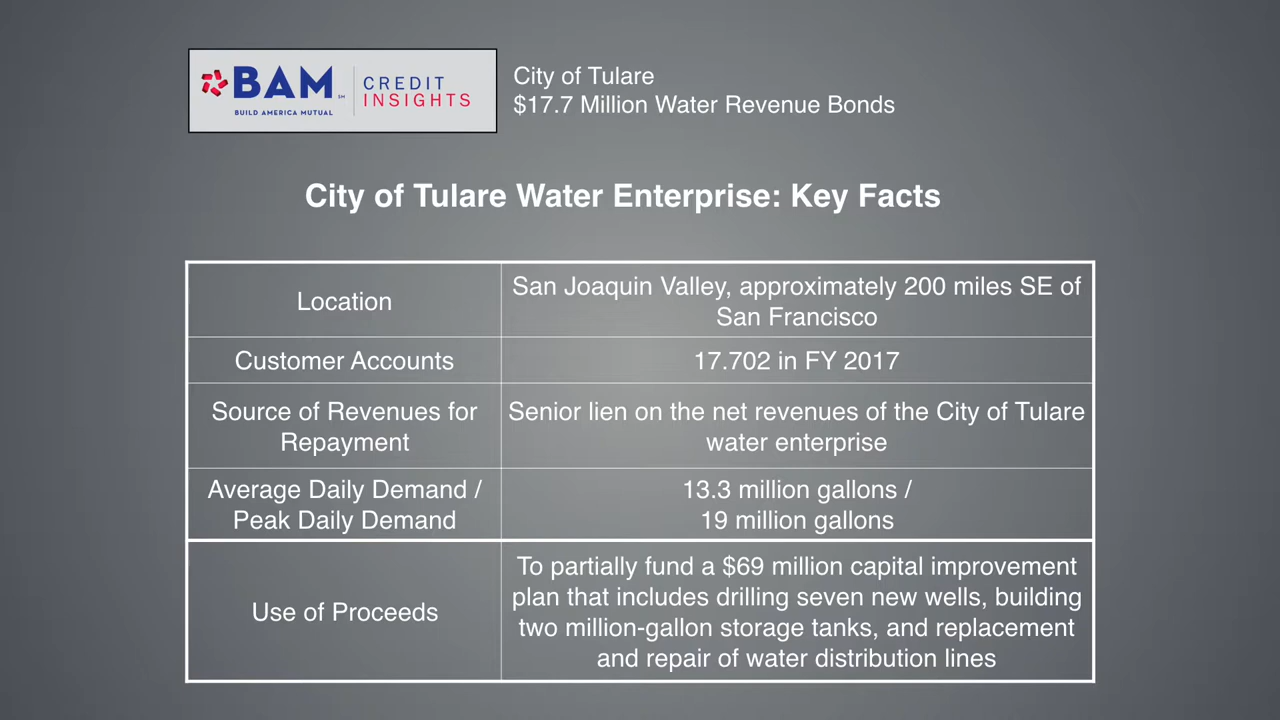 BAM SM
BUILD AMERICA MUTUAL
CREDIT
INSIGHTS
City of Tulare
$17.7 Million Water Revenue Bonds
City of Tulare Water Enterprise: Key Facts
Location
San Joaquin Valley, approximately 200 miles SE of
San Francisco
Customer Accounts
17.702 in FY 2017
Source of Revenues for
Repayment
Senior lien on the net revenues of the City of Tulare
water enterprise
Average Daily Demand /
Peak Daily Demand
13.3 million gallons /
19 million gallons
Use of Proceeds
To partially fund a $69 million capital improvement
plan that includes drilling seven new wells, building
two million-gallon storage tanks, and replacement
and repair of water distribution lines